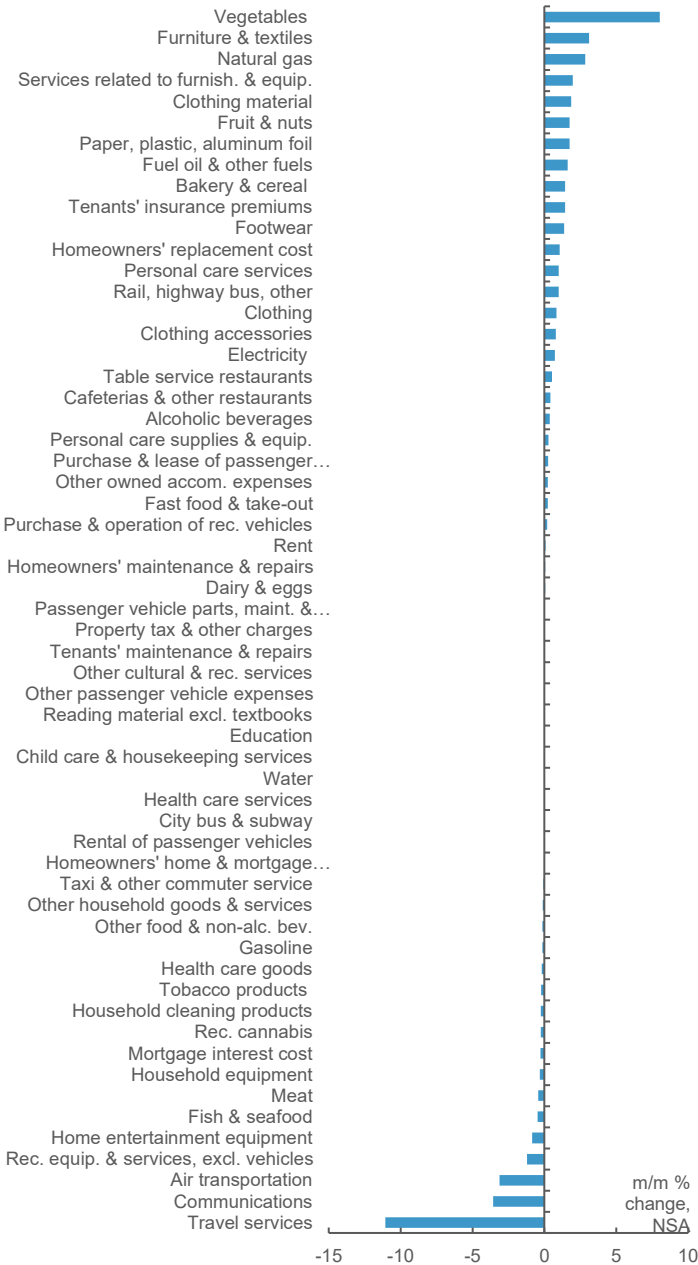 Vegetables
Furniture & textiles
Natural gas
Services related to furnish. & equip.
Clothing material
Fruit & nuts
Paper, plastic, aluminum foil
Fuel oil & other fuels
Bakery & cereal
Tenants' insurance premiums
Footwear
Homeowners' replacement cost
Personal care services
Rail, highway bus, other
Clothing
Clothing accessories
Electricity
Table service restaurants
Cafeterias & other restaurants
Alcoholic beverages
Personal care supplies & equip.
Purchase & lease of passenger…
Other owned accom. expenses
Fast food & take-out
Purchase & operation of rec. vehicles
Rent
Homeowners' maintenance & repairs
Dairy & eggs
Passenger vehicle parts, maint. &…
Property tax & other charges
Tenants' maintenance & repairs
Other cultural & rec. services
Other passenger vehicle expenses
Reading material excl. textbooks
Education
Child care & housekeeping services
Water
Health care services
City bus & subway
Rental of passenger vehicles
Homeowners' home & mortgage…
Taxi & other commuter service
Other household goods & services
Other food & non-alc. bev.
Gasoline
Health care goods
Tobacco products
Household cleaning products
Rec. cannabis
Mortgage interest cost
Household equipment
Meat
Fish & seafood
Home entertainment equipment
Rec. equip. & services, excl. vehicles
Air transportation
Communications
Travel services
m/m %
change,
NSA
-15 -10 -5 0 5 10